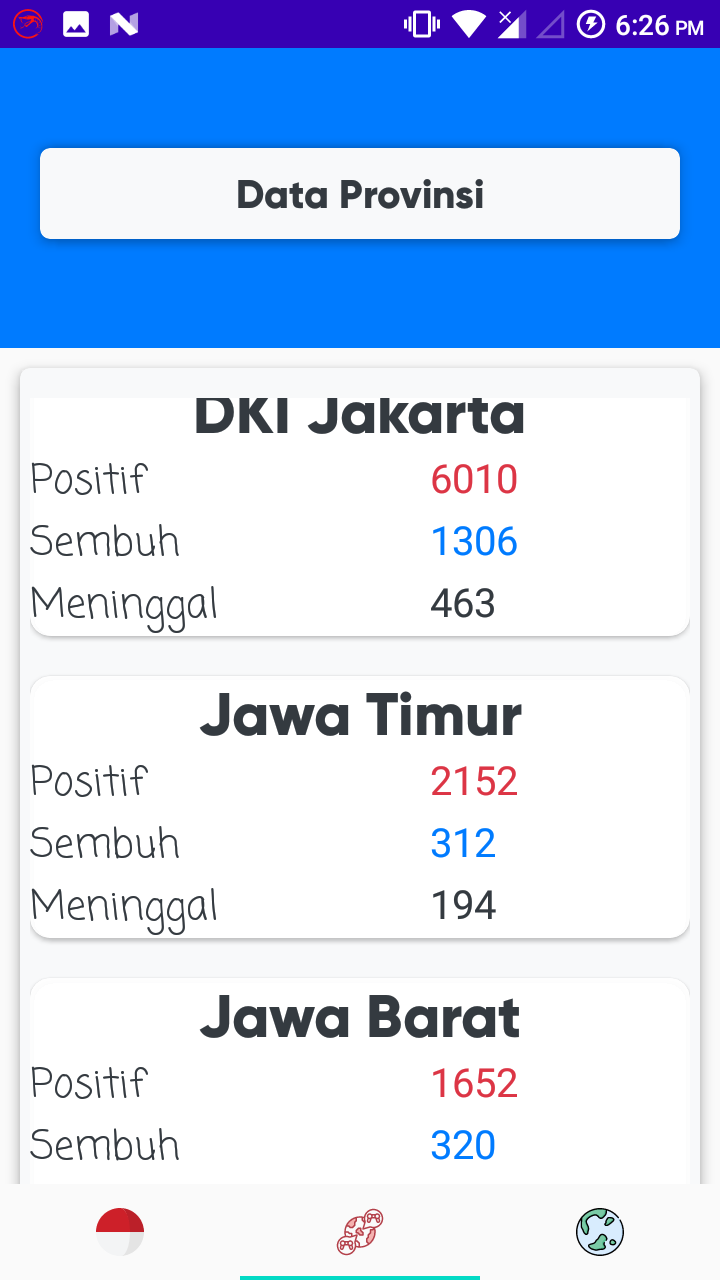 6:26 PM
Data Provinsi
DKI Jakarta
Positif 6010
Sembuh 1306
Meninggal 463
Jawa Timur
Positif 2152
Sembuh 312
Meninggal 194
Jawa Barat
Positif 1652
Sembuh 320